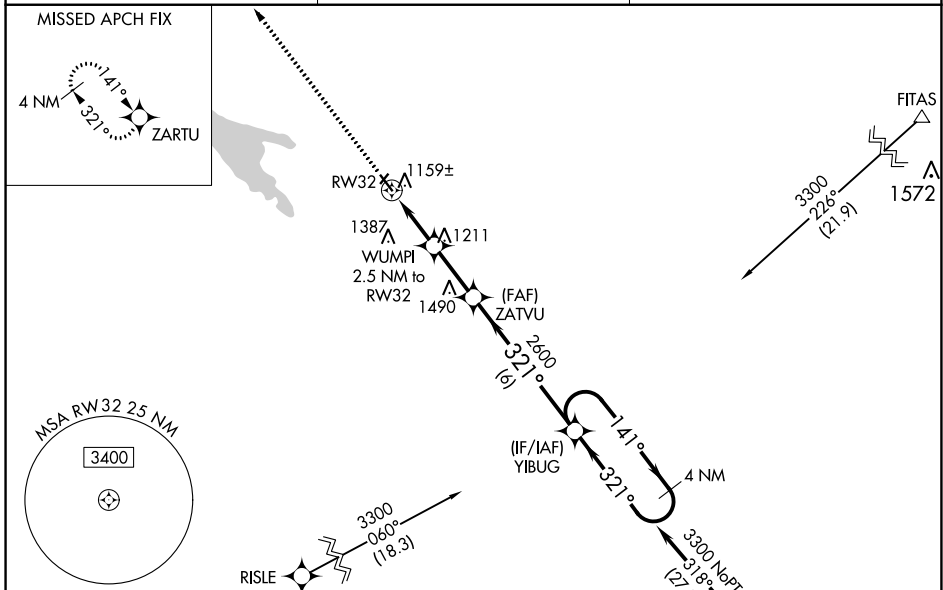 MISSED APCH FIX
4 NM
141°
321°
ZARTU
FITAS
1572
3300
226°
(21.9)
RW32
1159±
1387
1211
WUMPI
2.5 NM to
RW32
1490
(FAF)
ZATVU
2600
321°
(6)
(IF/IAF)
YIBUG
141°
321°
4 NM
3300 NoPT
318°
(27
MSA RW32 25 NM
3400
3300
060°
(18.3)
RISLE